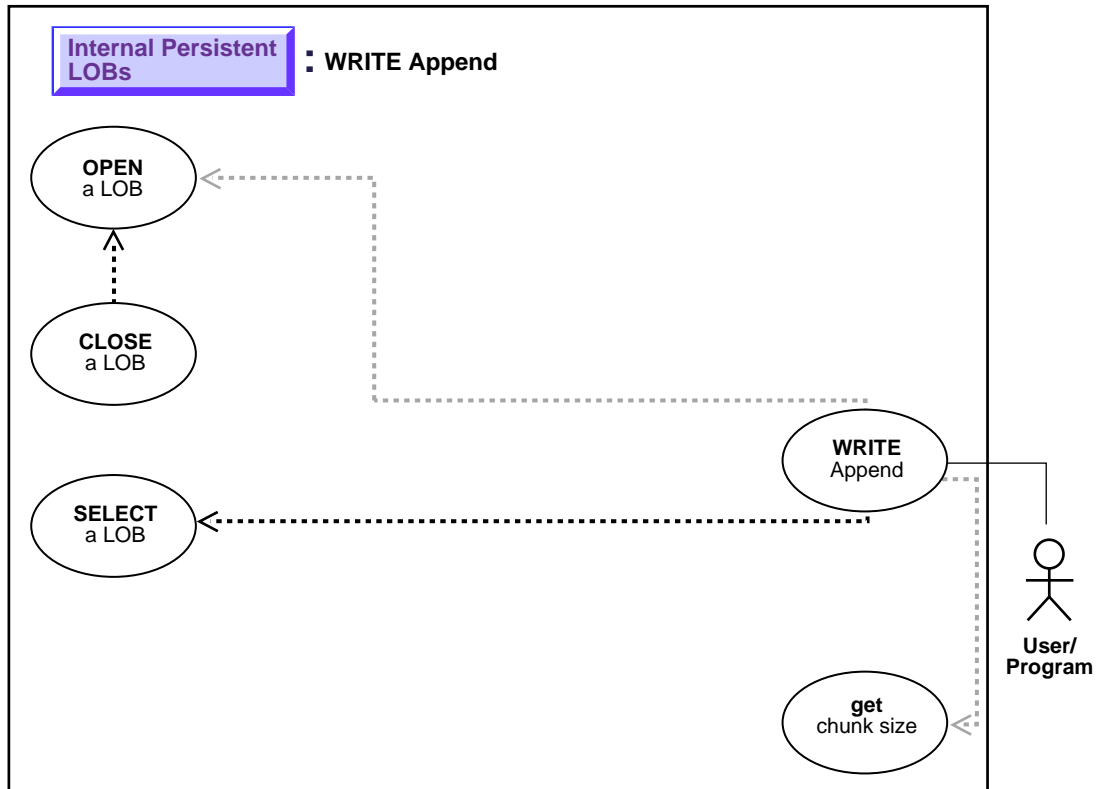 Internal Persistent
LOBs
: WRITE Append
OPEN
a LOB
CLOSE
a LOB
WRITE
Append
SELECT
a LOB
User/
Program
get
chunk size